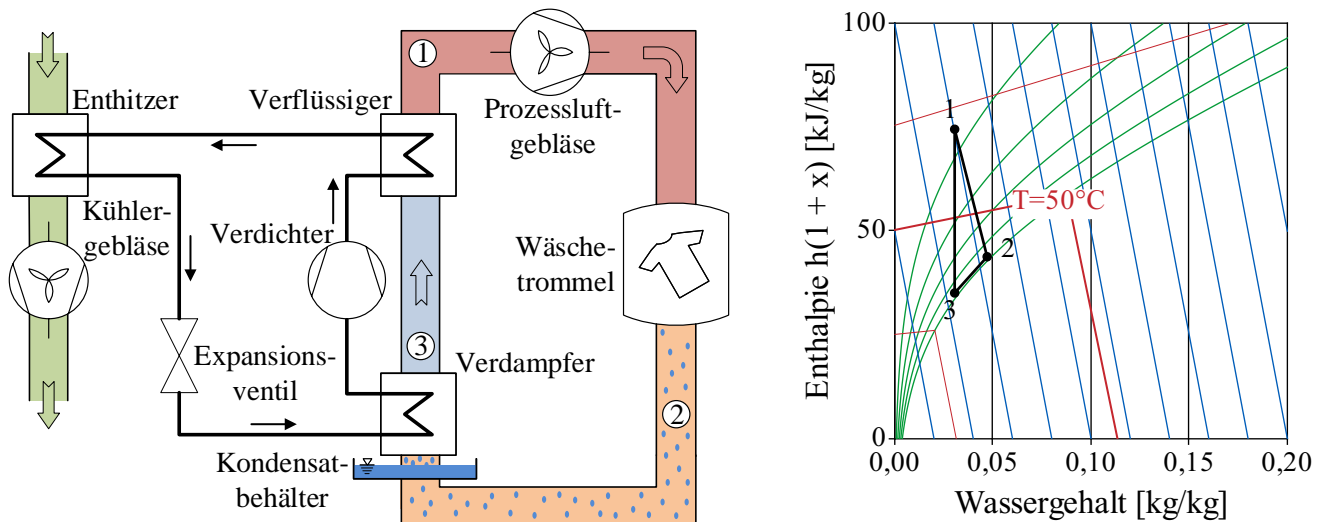 Enthitzer
Verflüssiger
1
Prozessluft-
gebläse
Kühler-
gebläse
Verdichter
Wäsche-
trommel
3
Expansions-
ventil
Verdampfer
2
Kondensat-
behälter
Enthalpie h(1 + x) [kJ/kg]
100
50
0
1
T=50°C
2
3
0,00
0,05
0,10
0,15
0,20
Wassergehalt [kg/kg]